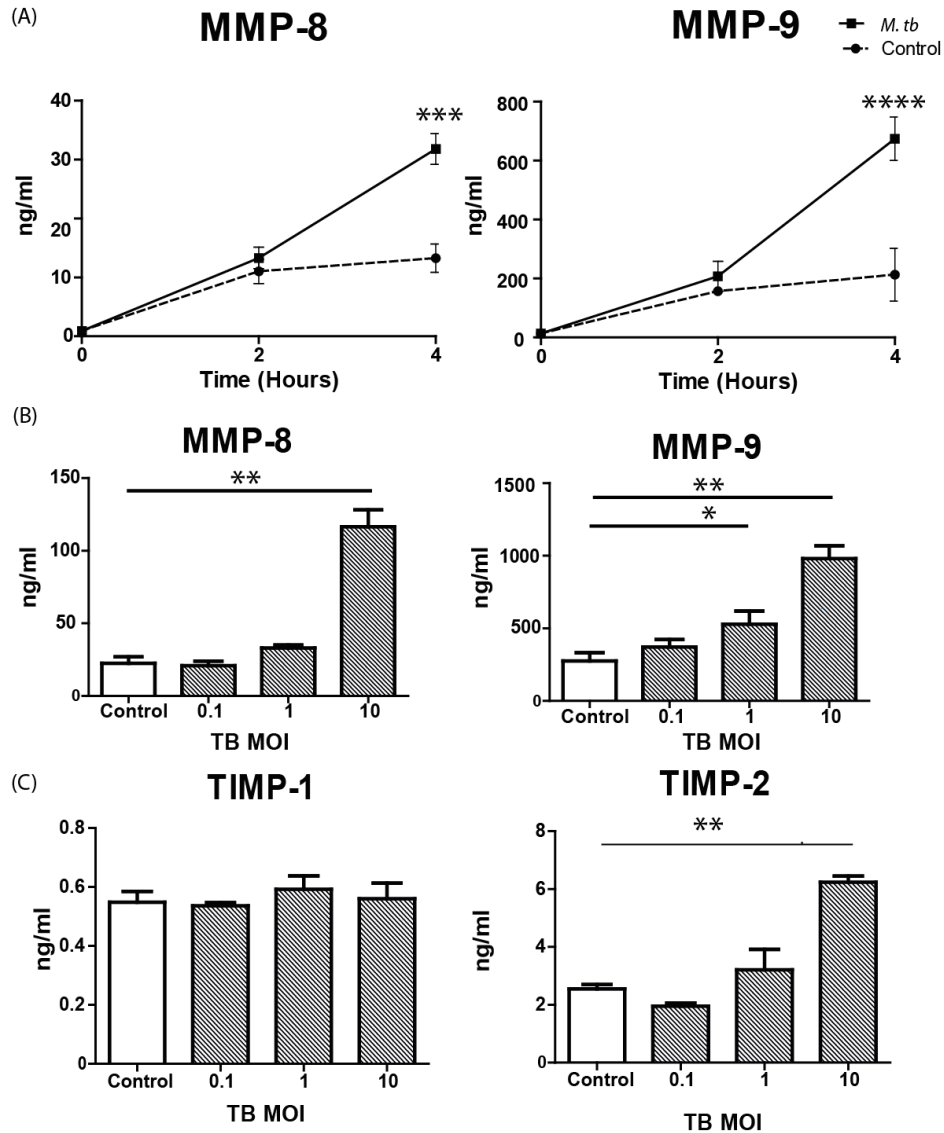 (A)
MMP-8
MMP-9
M. tb
Control
40
30
20
10
0
ng/ml
***
0 2 4
Time (Hours)
800
600
400
200
0
ng/ml
****
0 2 4
Time (Hours)
(B)
MMP-8
150
100
50
0
ng/ml
**
Control 0.1 1 10
TB MOI
MMP-9
1500
1000
500
0
ng/ml
**
*
Control 0.1 1 10
TB MOI
(C)
TIMP-1
0.8
0.6
0.4
0.2
0
ng/ml
Control 0.1 1 10
TB MOI
TIMP-2
8
6
4
2
0
ng/ml
**
Control 0.1 1 10
TB MOI